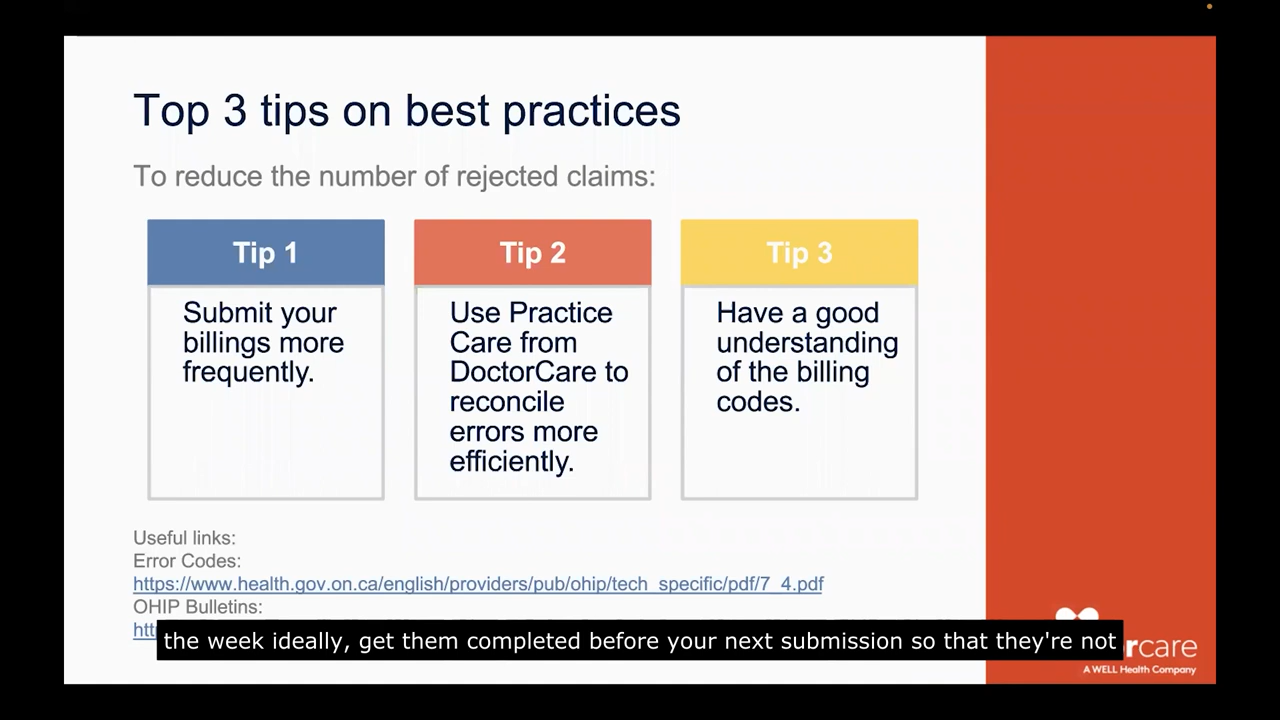 Top 3 tips on best practices
To reduce the number of rejected claims:
Tip 1
Submit your
billings more
frequently.
Tip 2
Use Practice
Care from
DoctorCare to
reconcile
errors more
efficiently.
Tip 3
Have a good
understanding
of the billing
codes.
Useful links:
Error Codes:
https://www.health.gov.on.ca/english/providers/pub/ohip/tech_specific/pdf/7_4.pdf
OHIP Bulletins:
the week ideally, get them completed before your next submission so that they're not
rcare
A WELL Health Company